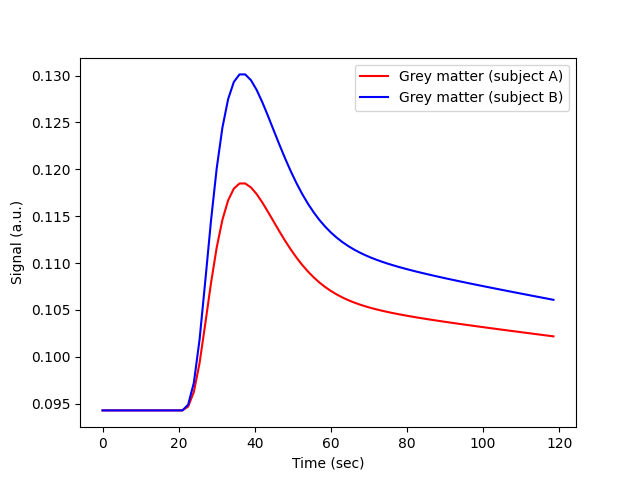 Grey matter (subject A)
Grey matter (subject B)
Signal (a.u.)
0.130
0.125
0.120
0.115
0.110
0.105
0.100
0.095
0 20 40 60 80 100 120
Time (sec)